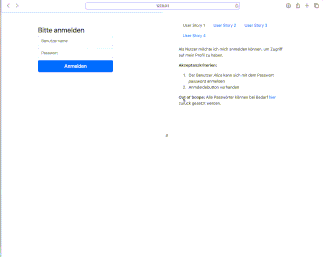 Bitte anmelden
Benutzername
Passwort
Anmelden
User Story 1 User Story 2 User Story 3
User Story 4
Als Nutzer möchte ich mich anmelden können, um Zugriff
auf mein Profil zu haben.
Akzeptanzkriterien:
1. Der Benutzer Alice kann sich mit dem Passwort
password anmelden
2. Anmeldebutton vorhanden
Out of Scope: Alle Passwörter können bei Bedarf hier
zurück gesetzt werden.